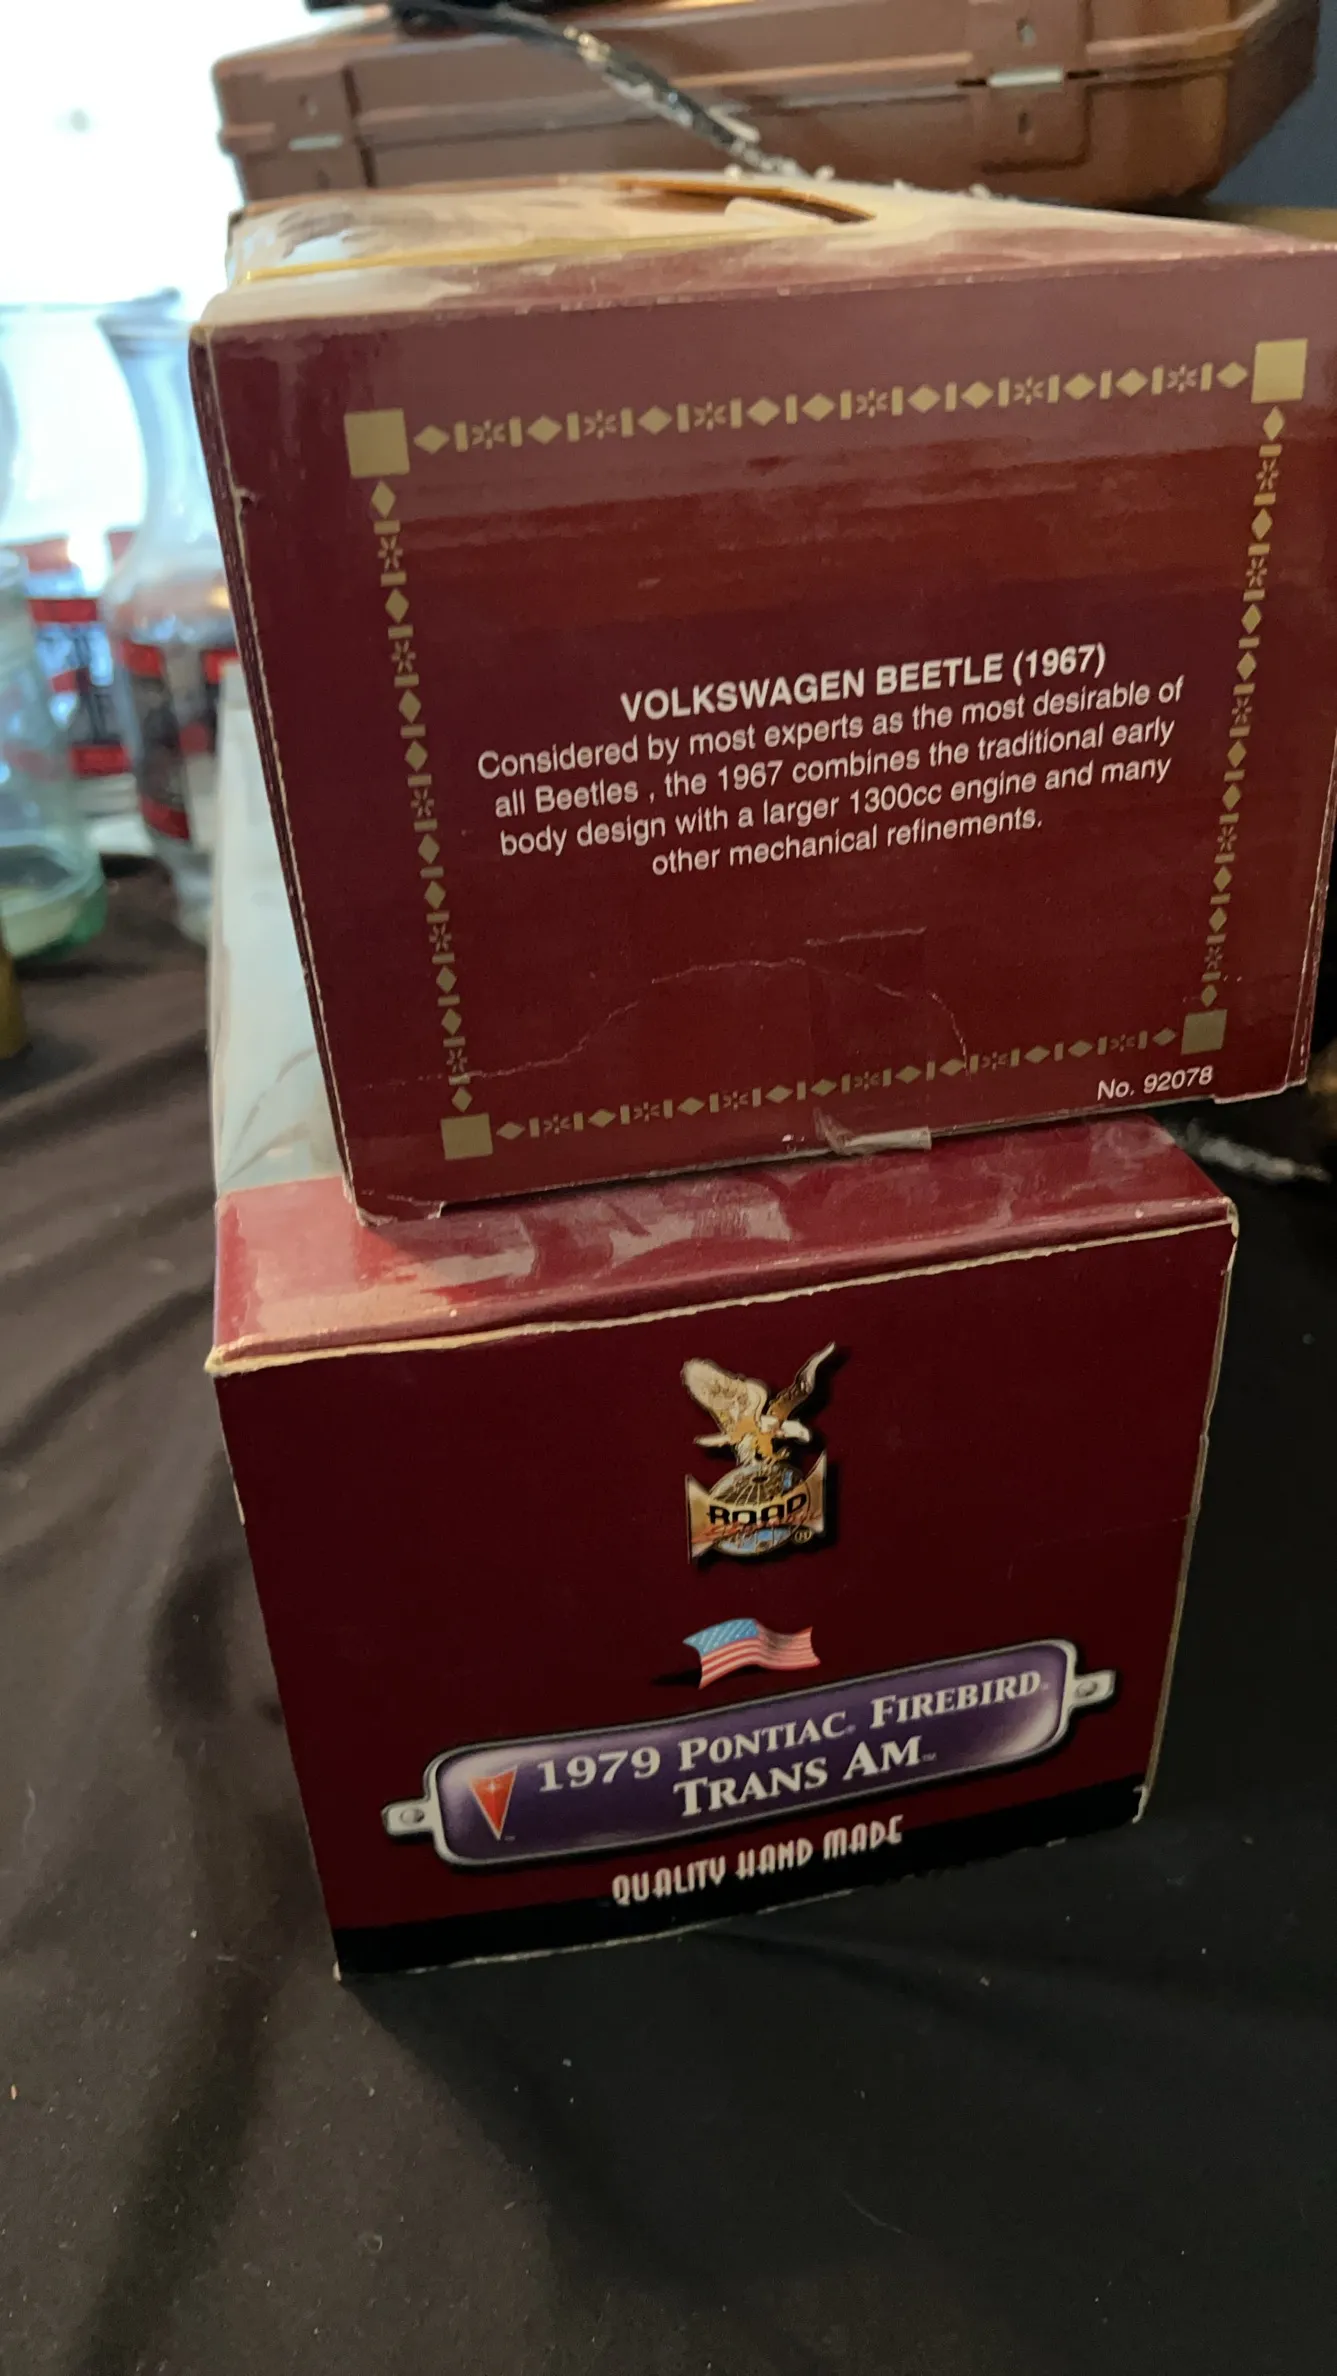 VOLKSWAGEN BEETLE (1967)
Considered by most experts as the most desirable of
all Beetles , the 1967 combines the traditional early
body design with a larger 1300cc engine and many
other mechanical refinements.
No. 92078
ROAD
1979 PONTIAC® FIREBIRD®
TRANS AM™
QUALITY HAND MADE